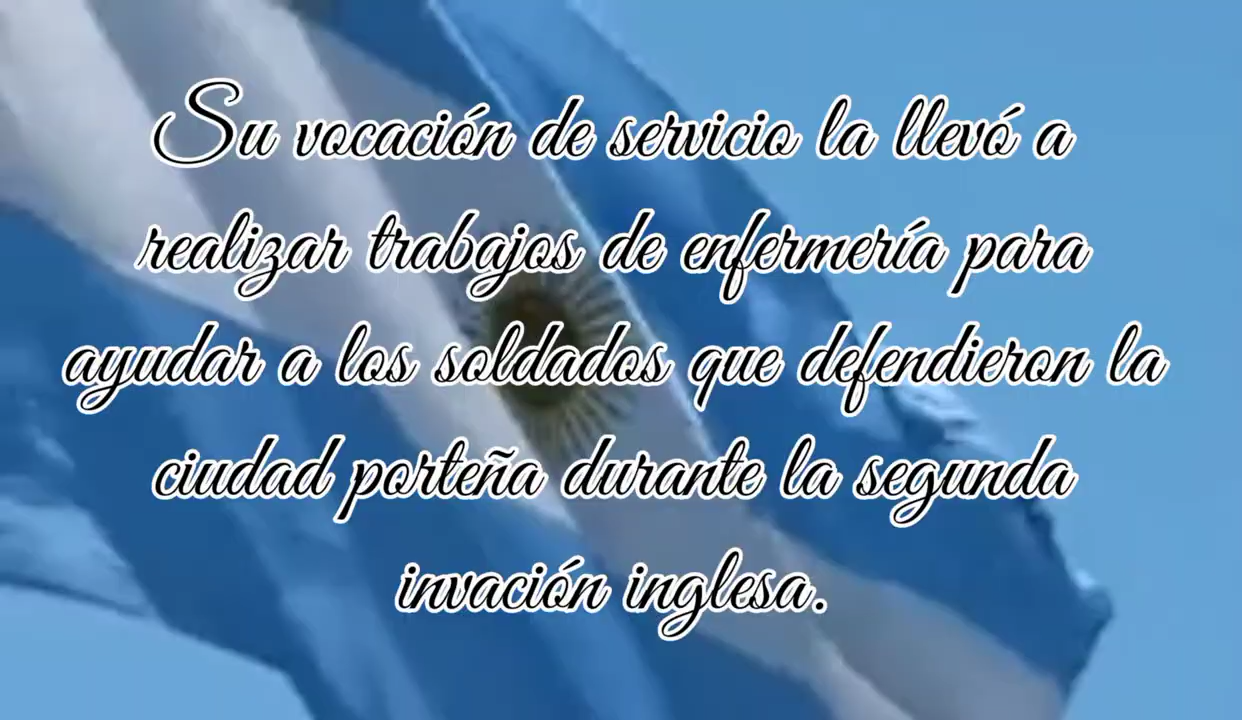 Su vocación de servicio la llevó a
realizar trabajos de enfermería para
ayudar a los soldados que defendieron la
ciudad porteña durante la segunda
invación inglesa.